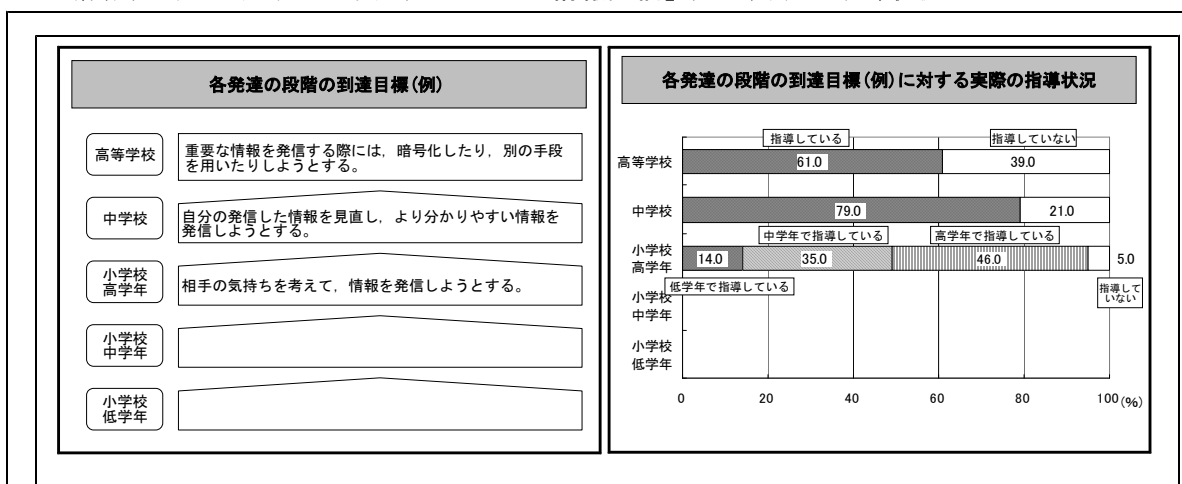 各発達の段階の到達目標(例)
高等学校
重要な情報を発信する際には，暗号化したり，別の手段
を用いたりしようとする。
中学校
自分の発信した情報を見直し，より分かりやすい情報を
発信しようとする。
小学校
高学年
相手の気持ちを考えて，情報を発信しようとする。
小学校
中学年
小学校
低学年
各発達の段階の到達目標(例)に対する実際の指導状況
指導している
指導していない
高等学校
61.0
39.0
中学校
79.0
21.0
中学年で指導している
高学年で指導している
小学校
高学年
14.0
35.0
46.0
5.0
低学年で指導している
指導して
いない
小学校
中学年
小学校
低学年
0
20
40
60
80
100
(%)